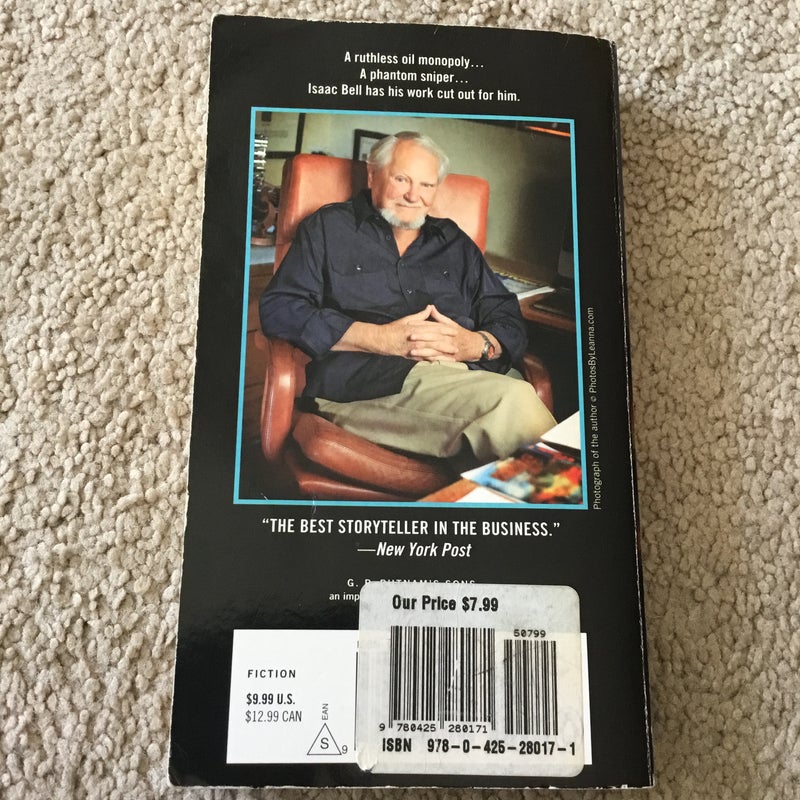 A ruthless oil monopoly...
A phantom sniper...
Isaac Bell has his work cut out for him.
Photograph of the author © PhotosByLeanna.com
“THE BEST STORYTELLER IN THE BUSINESS.”
—New York Post
G. P. PUTNAM'S SONS
an
Our Price $7.99
50799
FICTION
$9.99 U.S.
$12.99 CAN
EAN
S
9
9 780425 280171
ISBN 978-0-425-28017-1